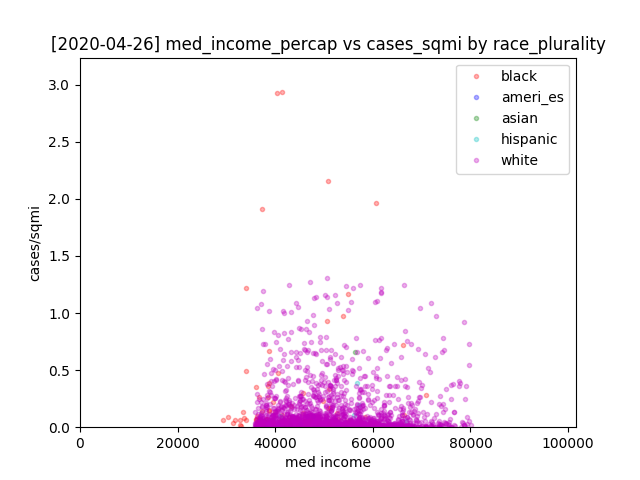 [2020-04-26] med_income_percap vs cases_sqmi by race_plurality
3.0
2.5
2.0
1.5
1.0
0.5
0.0
cases/sqmi
black
ameri_es
asian
hispanic
white
0 20000 40000 60000 80000 100000
med income